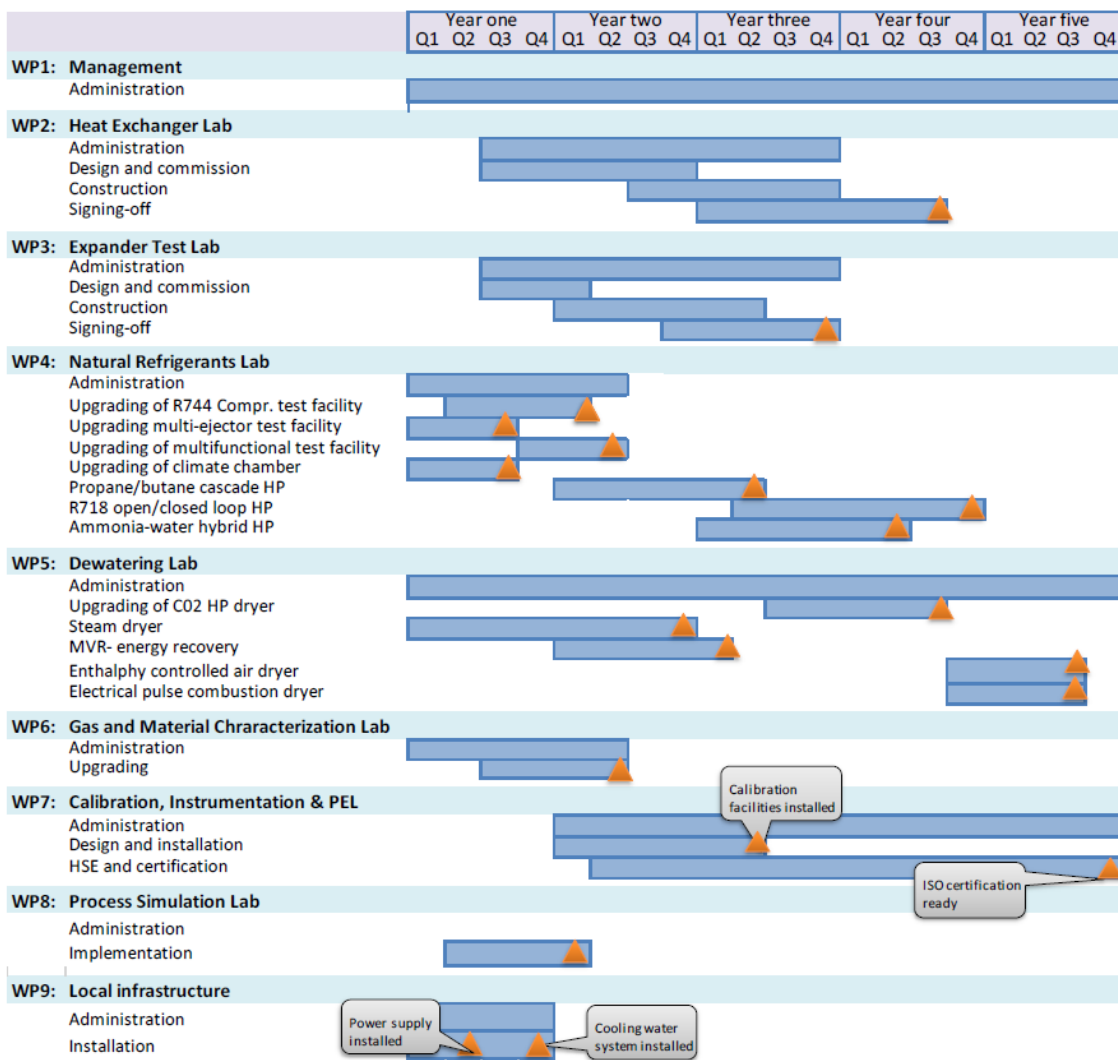 Year one Year two Year three Year four Year five
Q1 Q2 Q3 Q4 Q1 Q2 Q3 Q4 Q1 Q2 Q3 Q4 Q1 Q2 Q3 Q4 Q1 Q2 Q3 Q4
WP1: Management
Administration
WP2: Heat Exchanger Lab
Administration
Design and commission
Construction
Signing-off
WP3: Expander Test Lab
Administration
Design and commission
Construction
Signing-off
WP4: Natural Refrigerants Lab
Administration
Upgrading of R744 Compr. test facility
Upgrading multi-ejector test facility
Upgrading of multifunctional test facility
Upgrading of climate chamber
Propane/butane cascade HP
R718 open/closed loop HP
Ammonia-water hybrid HP
WP5: Dewatering Lab
Administration
Upgrading of C02 HP dryer
Steam dryer
MVR- energy recovery
Enthalphy controlled air dryer
Electrical pulse combustion dryer
WP6: Gas and Material Chraracterization Lab
Administration
Upgrading
WP7: Calibration, Instrumentation & PEL
Calibration
facilities installed
Administration
Design and installation
HSE and certification
ISO certification
ready
WP8: Process Simulation Lab
Administration
Implementation
WP9: Local infrastructure
Administration
Installation
Power supply
installed
Cooling water
system installed